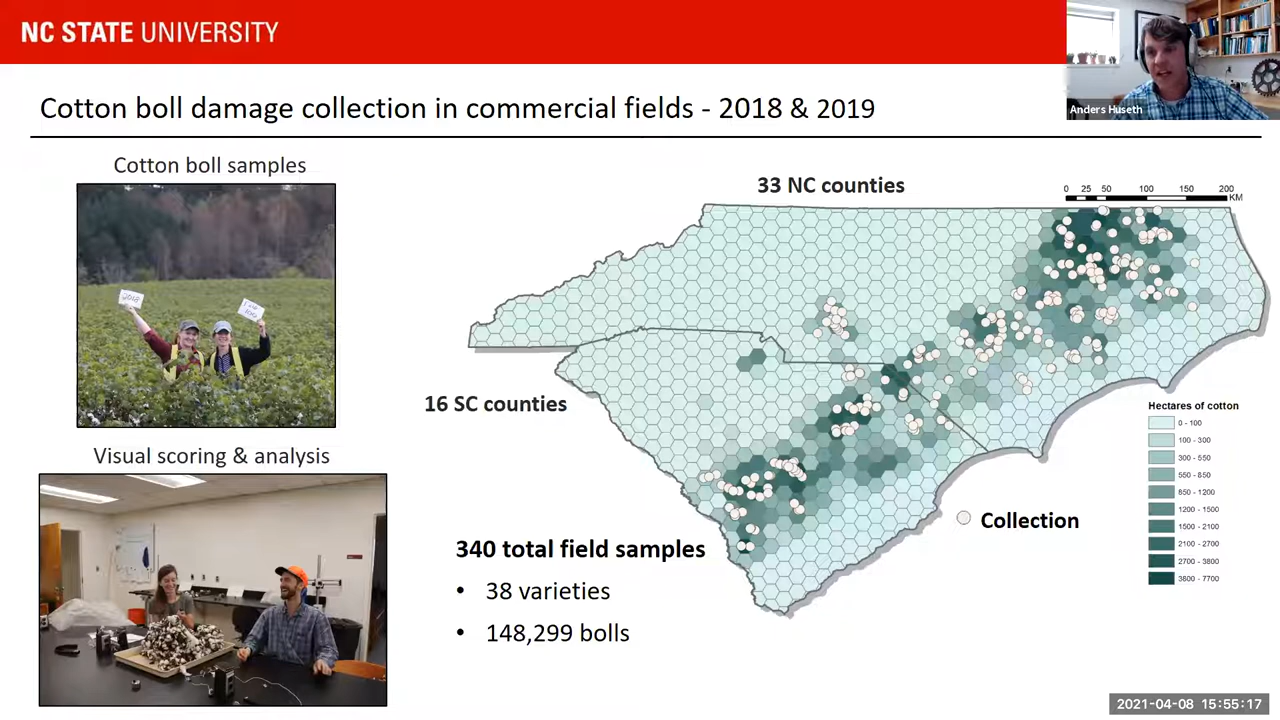 NC STATE UNIVERSITY
Anders Huseth
Cotton boll damage collection in commercial fields - 2018 & 2019
Cotton boll samples
2018
33 NC counties
0 25 50 100 150 200
KM
16 SC counties
Visual scoring & analysis
Hectares of cotton
0 - 100
100 - 300
300 - 550
550 - 850
850 - 1200
1200 - 1500
1500 - 2100
2100 - 2700
2700 - 3800
3800 - 7700
Collection
340 total field samples
• 38 varieties
• 148,299 bolls
2021-04-08 15:55:17